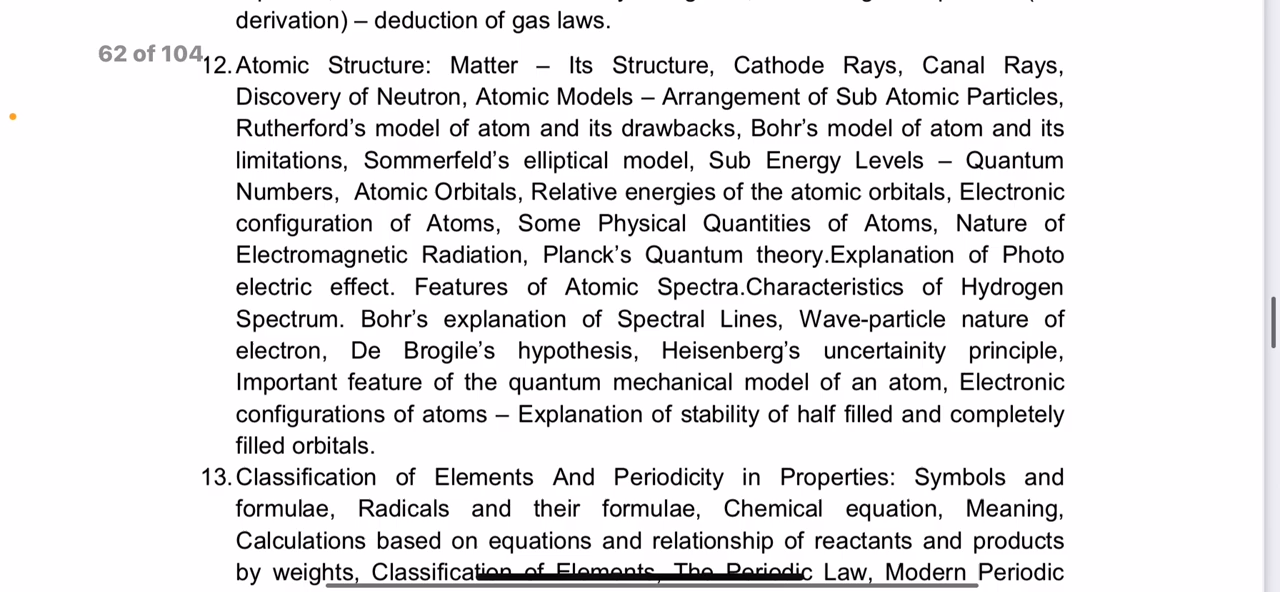 derivation) – deduction of gas laws.
62 of 104
12. Atomic Structure: Matter – Its Structure, Cathode Rays, Canal Rays,
Discovery of Neutron, Atomic Models – Arrangement of Sub Atomic Particles,
Rutherford’s model of atom and its drawbacks, Bohr’s model of atom and its
limitations, Sommerfeld’s elliptical model, Sub Energy Levels – Quantum
Numbers, Atomic Orbitals, Relative energies of the atomic orbitals, Electronic
configuration of Atoms, Some Physical Quantities of Atoms, Nature of
Electromagnetic Radiation, Planck’s Quantum theory.Explanation of Photo
electric effect. Features of Atomic Spectra.Characteristics of Hydrogen
Spectrum. Bohr’s explanation of Spectral Lines, Wave-particle nature of
electron, De Brogile’s hypothesis, Heisenberg’s uncertainity principle,
Important feature of the quantum mechanical model of an atom, Electronic
configurations of atoms – Explanation of stability of half filled and completely
filled orbitals.
13. Classification of Elements And Periodicity in Properties: Symbols and
formulae, Radicals and their formulae, Chemical equation, Meaning,
Calculations based on equations and relationship of reactants and products
by weights, Classification of Elements, The Periodic Law, Modern Periodic